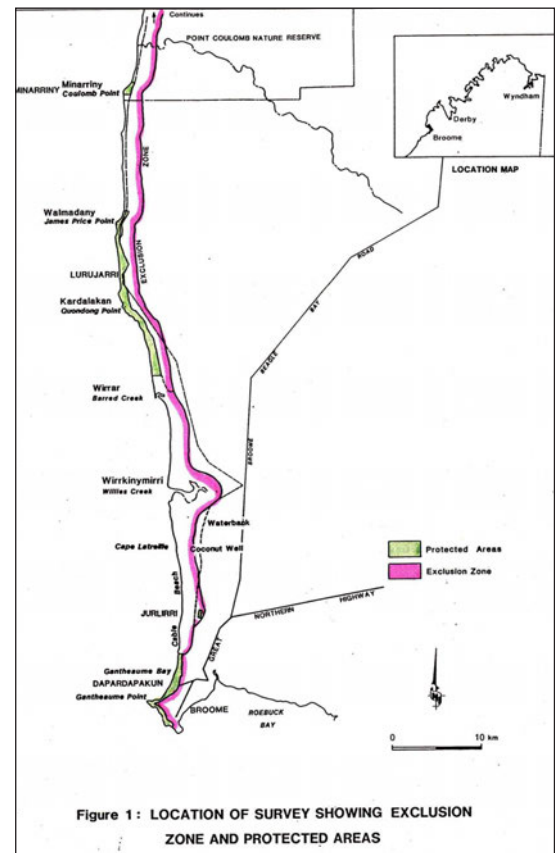 Continues
POINT COULOMB NATURE RESERVE
MINARRINY Minarriny
Coulomb Point
Wyndham
Derby
Broome
LOCATION MAP
ZONE
Walmadany
James Price Point
EXCLUSION
LURUJARRI
Kardalakan
Quondong Point
ROAD
BAY
BEAGLE
BROOME
Wirrar
Barred Creek
Wirrkinymirri
Willies Creek
Waterbank
Cape Latreille
Coconut Well
Protected Areas
Exclusion Zone
Beach
Cable
JURLIRRI
NORTHERN HIGHWAY
GREAT
Gantheaume Bay
DAPARDAPAKUN
Gantheaume Point
BROOME
ROEBUCK
BAY
0 10 km
Figure 1: LOCATION OF SURVEY SHOWING EXCLUSION
ZONE AND PROTECTED AREAS